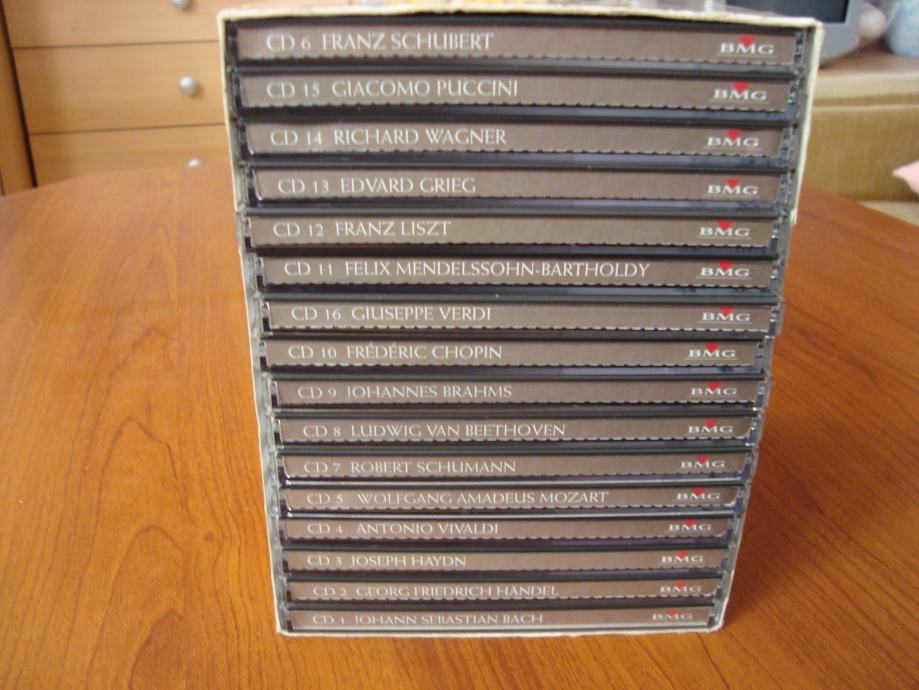 CD 6 FRANZ SCHUBERT BMG
CD 15 GIACOMO PUCCINI BMG
CD 14 RICHARD WAGNER BMG
CD 13 EDVARD GRIEG BMG
CD 12 FRANZ LISZT BMG
CD 11 FELIX MENDELSSOHN-BARTHOLDY BMG
CD 16 GIUSEPPE VERDI BMG
CD 10 FRÉDÉRIC CHOPIN BMG
CD 9 JOHANNES BRAHMS BMG
CD 8 LUDWIG VAN BEETHOVEN BMG
CD 7 ROBERT SCHUMANN BMG
CD 5 WOLFGANG AMADEUS MOZART BMG
CD 4 ANTONIO VIVALDI BMG
CD 3 JOSEPH HAYDN BMG
CD 2 GEORG FRIEDRICH HÄNDEL BMG
CD 1 JOHANN SEBASTIAN BACH BMG